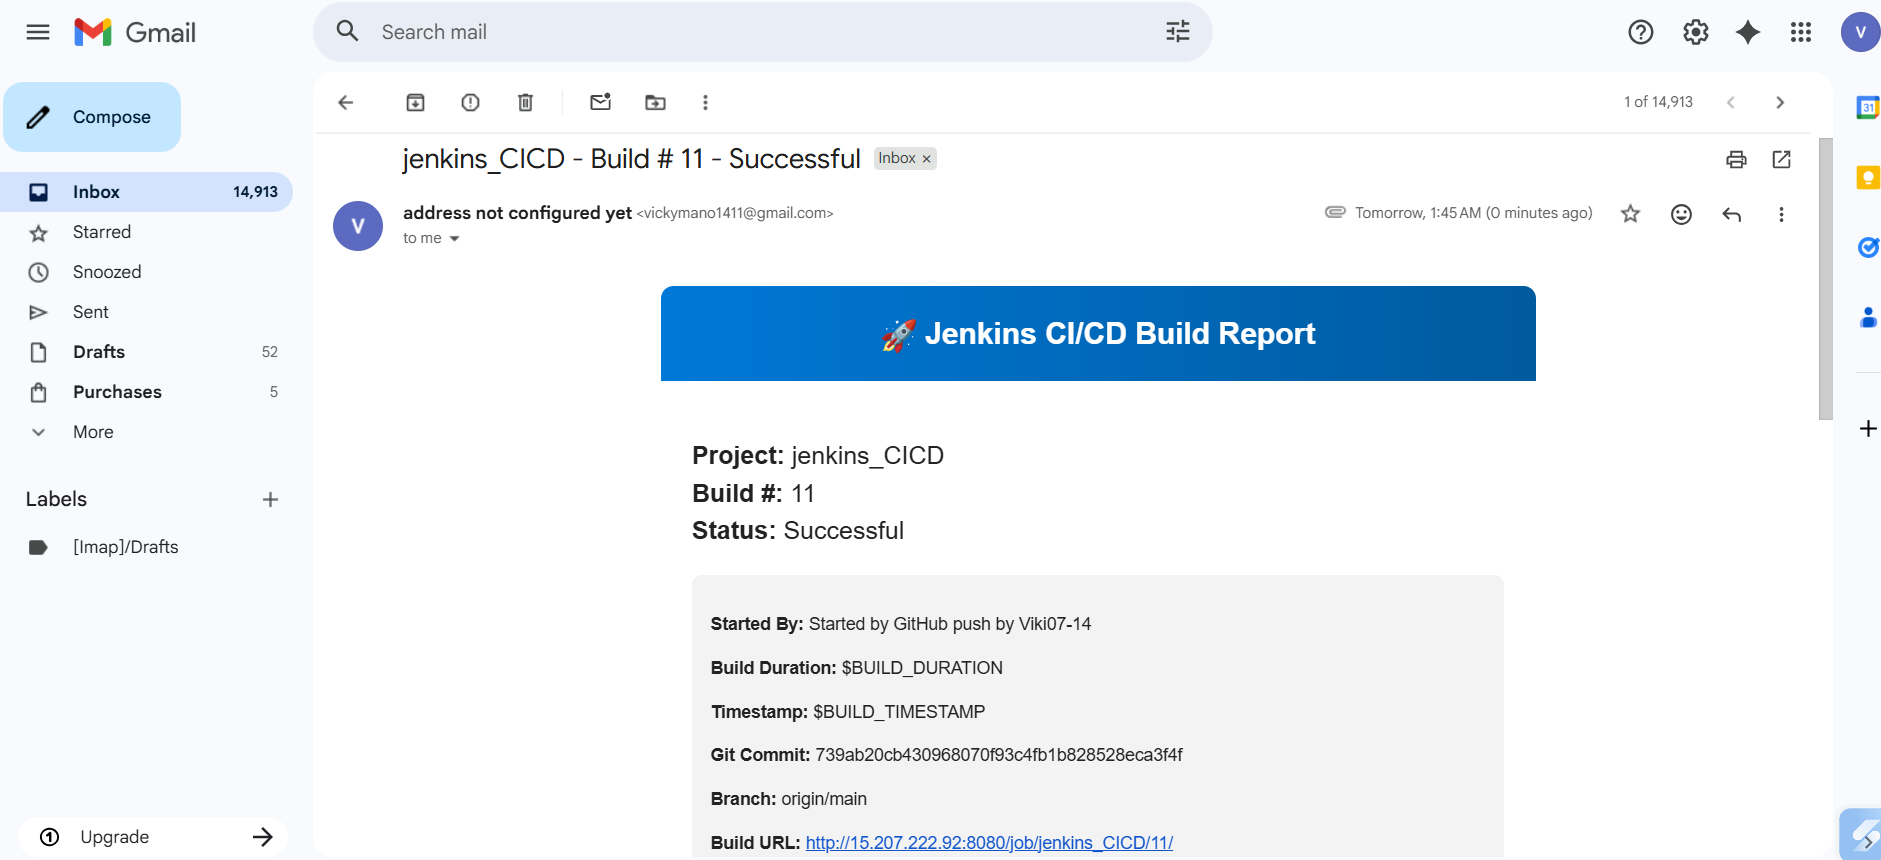 Gmail
Search mail
V
Compose
1 of 14,913
31
jenkins_CICD - Build # 11 - Successful
Inbox ×
Inbox 14,913
V
address not configured yet <vickymano1411@gmail.com>
Tomorrow, 1:45 AM (0 minutes ago)
to me
Starred
Snoozed
Sent
Drafts 52
Purchases 5
More
Labels
[Imap]/Drafts
🚀 Jenkins CI/CD Build Report
Project: jenkins_CICD
Build #: 11
Status: Successful
Started By: Started by GitHub push by Viki07-14
Build Duration: $BUILD_DURATION
Timestamp: $BUILD_TIMESTAMP
Git Commit: 739ab20cb430968070f93c4fb1b828528eca3f4f
Branch: origin/main
Build URL: http://15.207.222.92:8080/job/jenkins_CICD/11/
Upgrade